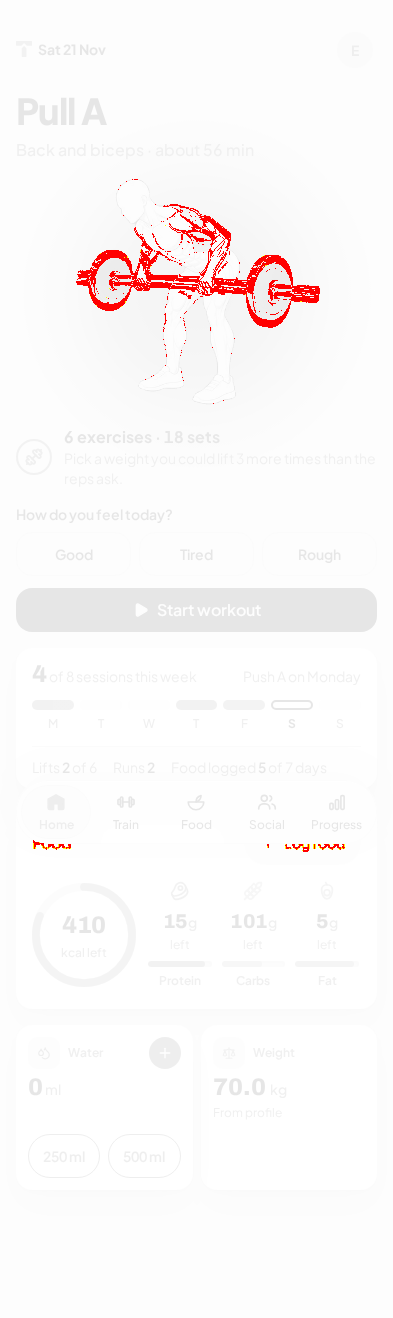 Sat 21 Nov
E
Pull A
Back and biceps · about 56 min
6 exercises · 18 sets
Pick a weight you could lift 3 more times than the
reps ask.
How do you feel today?
Good Tired Rough
Start workout
4 of 8 sessions this week Push A on Monday
M T W T F S S
Lifts 2 of 6 Runs 2 Food logged 5 of 7 days
Home Train Food Social Progress
410
kcal left
15 g 101 g 5 g
left left left
Protein Carbs Fat
Water + Weight
0 ml 70.0 kg
From profile
250 ml 500 ml